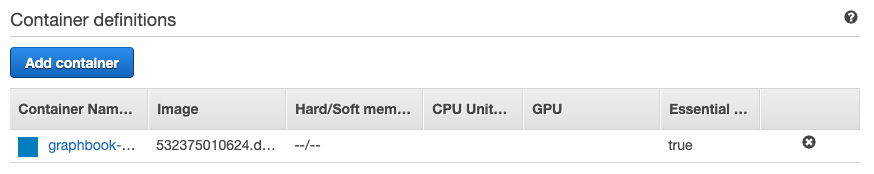 Container definitions
Add container
Container Nam... Image Hard/Soft mem... CPU Unit... GPU Essential ...
graphbook-... 532375010624.d... --/-- true